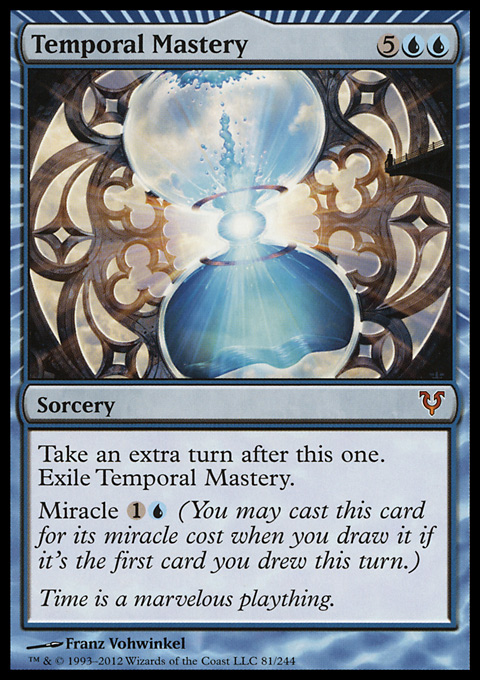 Temporal Mastery 5
Sorcery
Take an extra turn after this one.
Exile Temporal Mastery.
Miracle 1 (You may cast this card
for its miracle cost when you draw it if
it's the first card you drew this turn.)
Time is a marvelous plaything.
Franz Vohwinkel
™ & © 1993–2012 Wizards of the Coast LLC 81/244